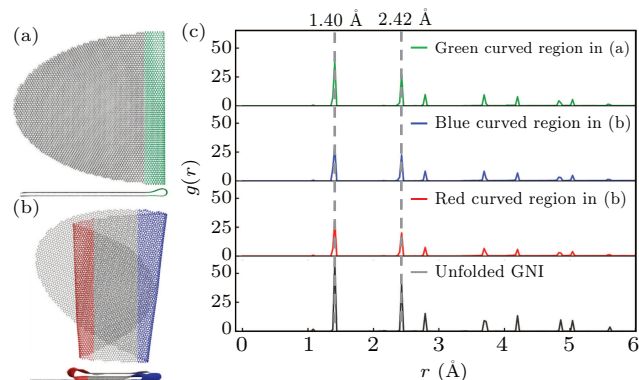 (a)
(b)
(c)
1.40 Å 2.42 Å
50
25
0
Green curved region in (a)
50
25
0
Blue curved region in (b)
50
25
0
Red curved region in (b)
50
25
0
Unfolded GNI
g(r)
0 1 2 3 4 5 6
r (Å)